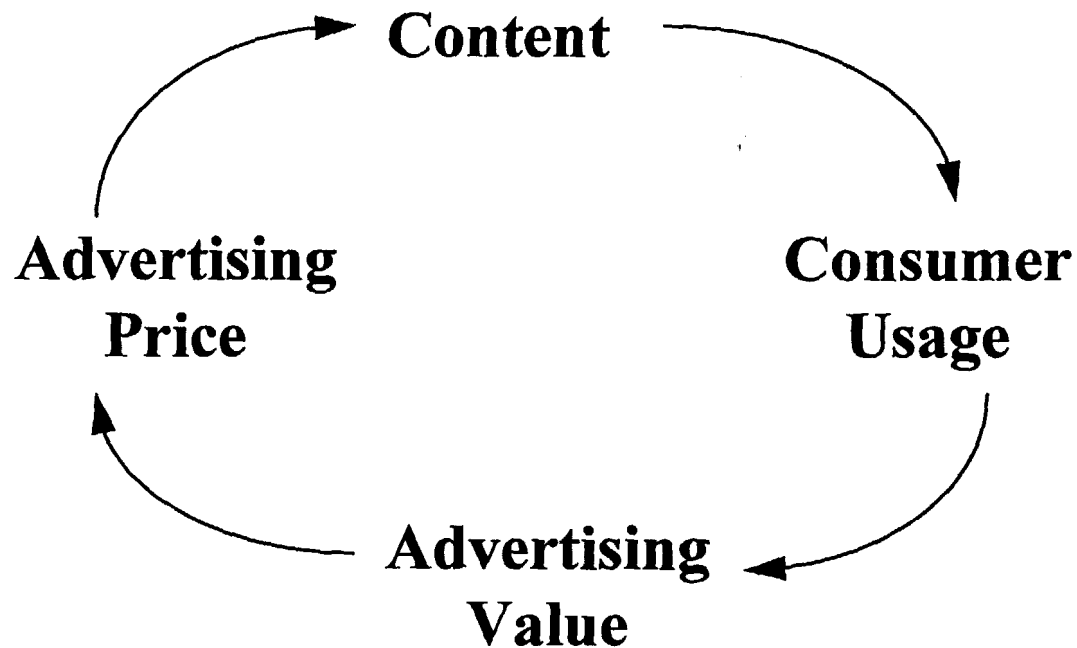 Content
Consumer
Usage
Advertising
Value
Advertising
Price